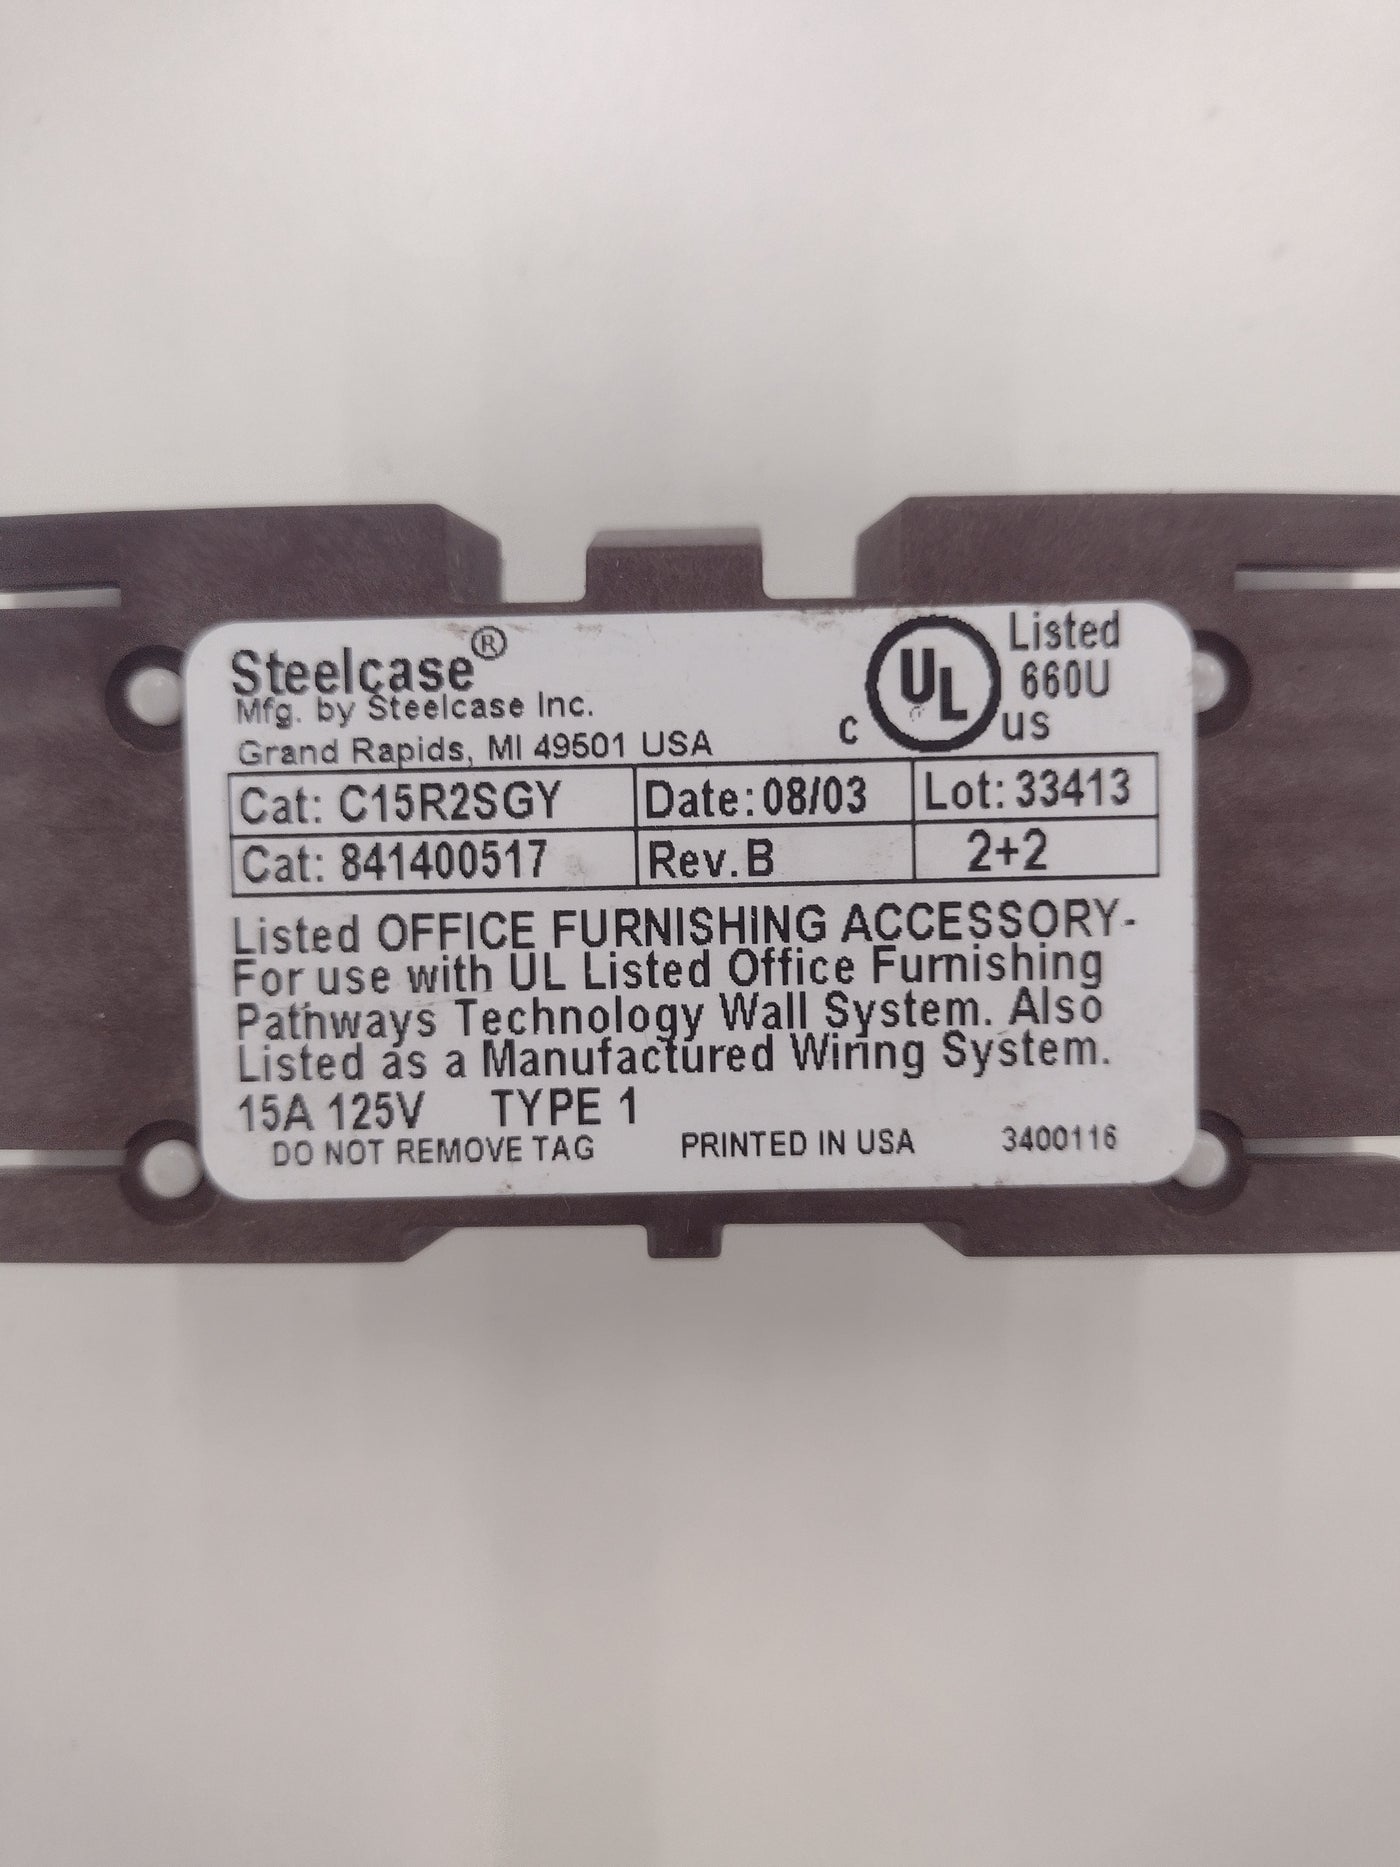 Steelcase®
Mfg. by Steelcase Inc.
Grand Rapids, MI 49501 USA
C UL US Listed 660U
Cat: C15R2SGY Date: 08/03 Lot: 33413
Cat: 841400517 Rev. B 2+2
Listed OFFICE FURNISHING ACCESSORY-
For use with UL Listed Office Furnishing
Pathways Technology Wall System. Also
Listed as a Manufactured Wiring System.
15A 125V TYPE 1
DO NOT REMOVE TAG PRINTED IN USA 3400116